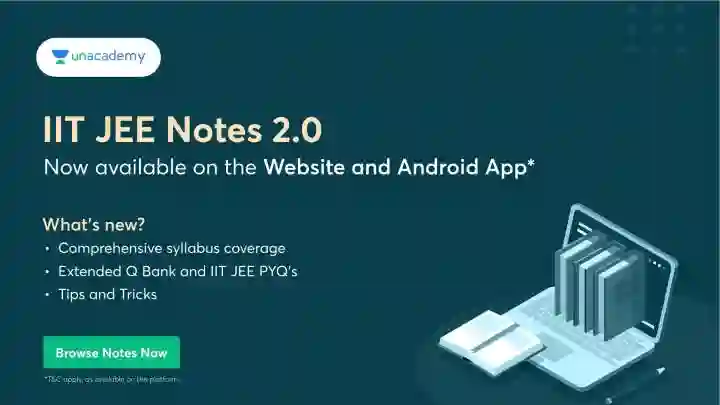 unacademy
IIT JEE Notes 2.0
Now available on the Website and Android App*
What's new?
• Comprehensive syllabus coverage
• Extended Q Bank and IIT JEE PYQ's
• Tips and Tricks
Browse Notes Now
*T&C apply, as available on the platform.